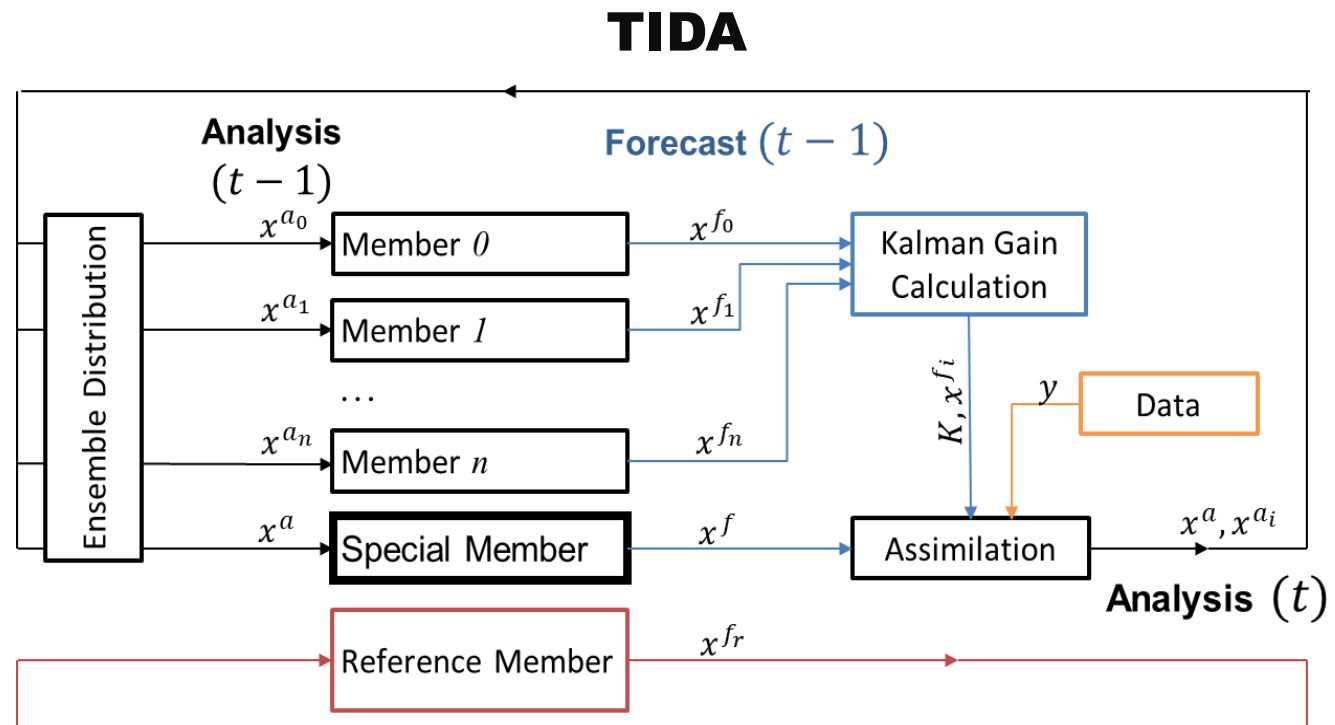 TIDA
Analysis
(t − 1)
Forecast (t − 1)
Ensemble Distribution
x^{a_0}
Member 0
x^{f_0}
Kalman Gain
Calculation
x^{a_1}
Member 1
x^{f_1}
...
K, x^{f_i}
y
Data
x^{a_n}
Member n
x^{f_n}
x^a
Special Member
x^f
Assimilation
x^a, x^{a_i}
Analysis (t)
Reference Member
x^{f_r}